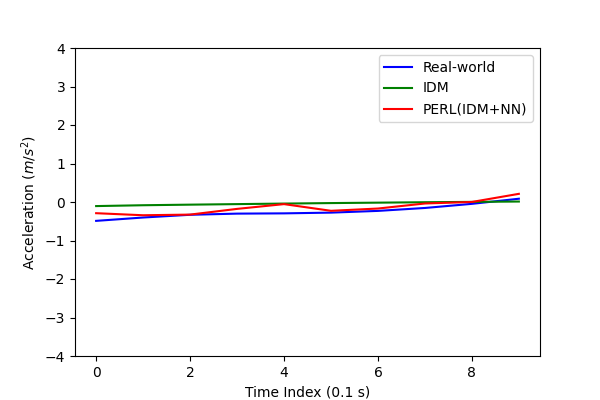 Real-world
IDM
PERL(IDM+NN)
Acceleration (m/s²)
4
3
2
1
0
−1
−2
−3
−4
0 2 4 6 8
Time Index (0.1 s)